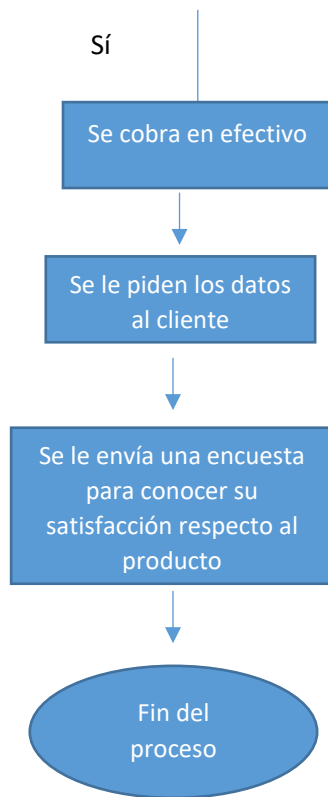 Sí
Se cobra en efectivo
Se le piden los datos
al cliente
Se le envía una encuesta
para conocer su
satisfacción respecto al
producto
Fin del
proceso